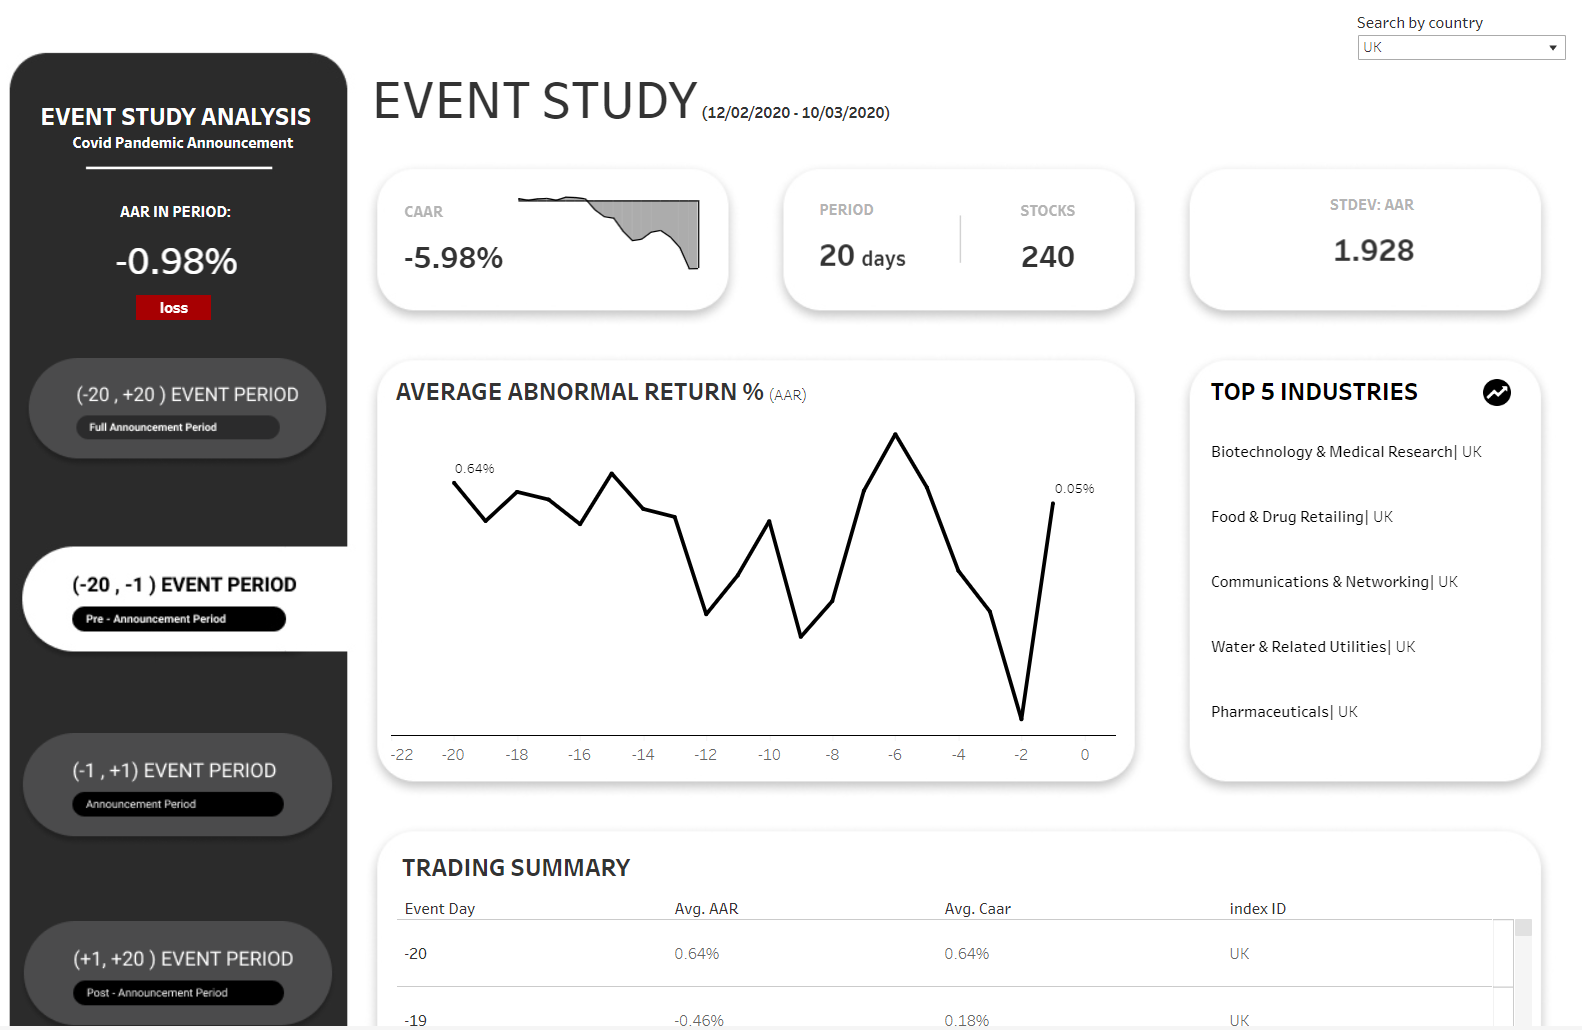 Search by country
UK
EVENT STUDY ANALYSIS
Covid Pandemic Announcement
AAR IN PERIOD:
-0.98%
loss
(-20 , +20 ) EVENT PERIOD
Full Announcement Period
(-20 , -1 ) EVENT PERIOD
Pre - Announcement Period
(-1 , +1) EVENT PERIOD
Announcement Period
(+1, +20 ) EVENT PERIOD
Post - Announcement Period
EVENT STUDY (12/02/2020 - 10/03/2020)
CAAR
-5.98%
PERIOD
20 days
STOCKS
240
STDEV: AAR
1.928
AVERAGE ABNORMAL RETURN % (AAR)
0.64%
0.05%
-22 -20 -18 -16 -14 -12 -10 -8 -6 -4 -2 0
TOP 5 INDUSTRIES
Biotechnology & Medical Research| UK
Food & Drug Retailing| UK
Communications & Networking| UK
Water & Related Utilities| UK
Pharmaceuticals| UK
TRADING SUMMARY
Event Day Avg. AAR Avg. Caar index ID
-20 0.64% 0.64% UK
-19 -0.46% 0.18% UK